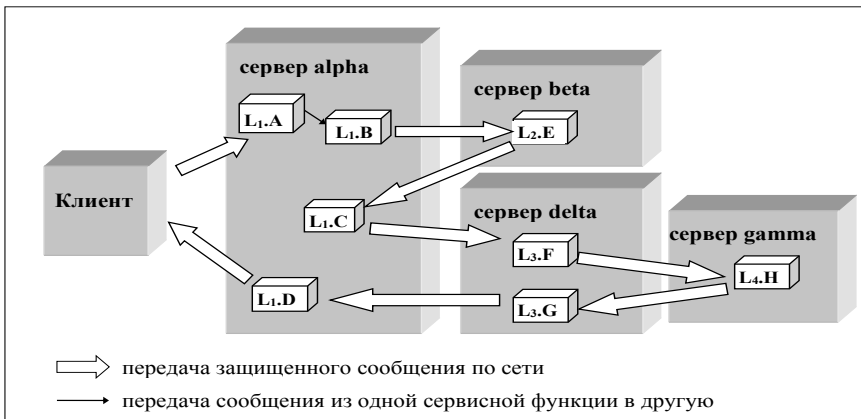 сервер alpha
сервер beta
L₁.A
L₁.B
L₂.E
Клиент
L₁.C
сервер delta
сервер gamma
L₃.F
L₄.H
L₁.D
L₃.G
передача защищенного сообщения по сети
передача сообщения из одной сервисной функции в другую